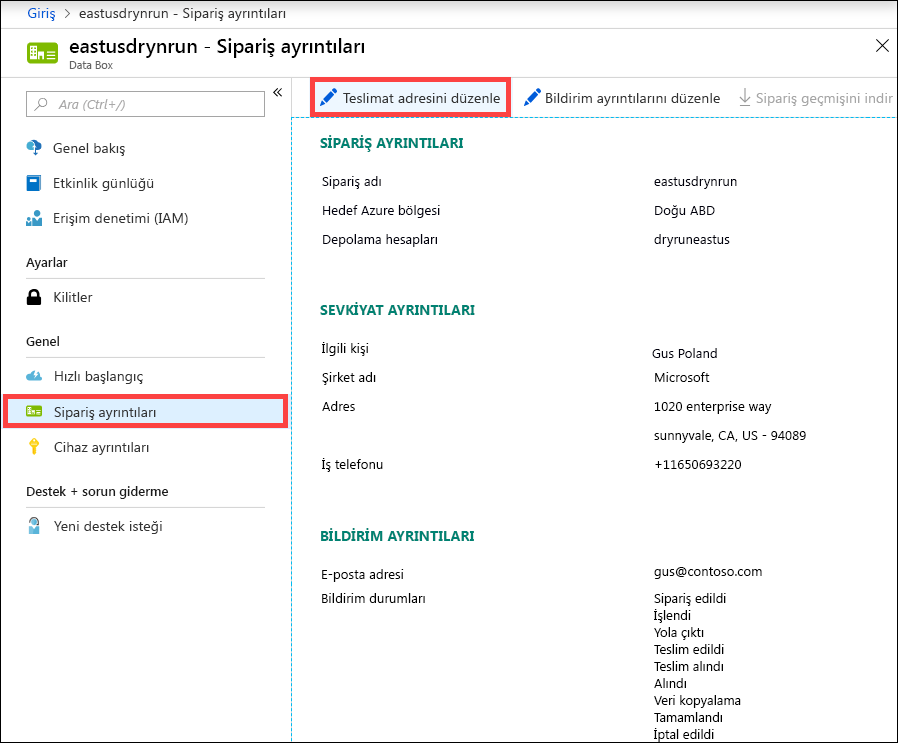 Giriş > eastusdrynrun - Sipariş ayrıntıları
eastusdrynrun - Sipariş ayrıntıları
Data Box
Ara (Ctrl+/)
Genel bakış
Etkinlik günlüğü
Erişim denetimi (IAM)
Ayarlar
Kilitler
Genel
Hızlı başlangıç
Sipariş ayrıntıları
Cihaz ayrıntıları
Destek + sorun giderme
Yeni destek isteği
Teslimat adresini düzenle
Bildirim ayrıntılarını düzenle
Sipariş geçmişini indir
SİPARİŞ AYRINTILARI
Sipariş adı eastusdrynrun
Hedef Azure bölgesi Doğu ABD
Depolama hesapları dryruneastus
SEVKİYAT AYRINTILARI
İlgili kişi Gus Poland
Şirket adı Microsoft
Adres 1020 enterprise way
sunnyvale, CA, US - 94089
İş telefonu +11650693220
BİLDİRİM AYRINTILARI
E-posta adresi gus@contoso.com
Bildirim durumları Sipariş edildi
İşlendi
Yola çıktı
Teslim edildi
Teslim alındı
Alındı
Veri kopyalama
Tamamlandı
İptal edildi